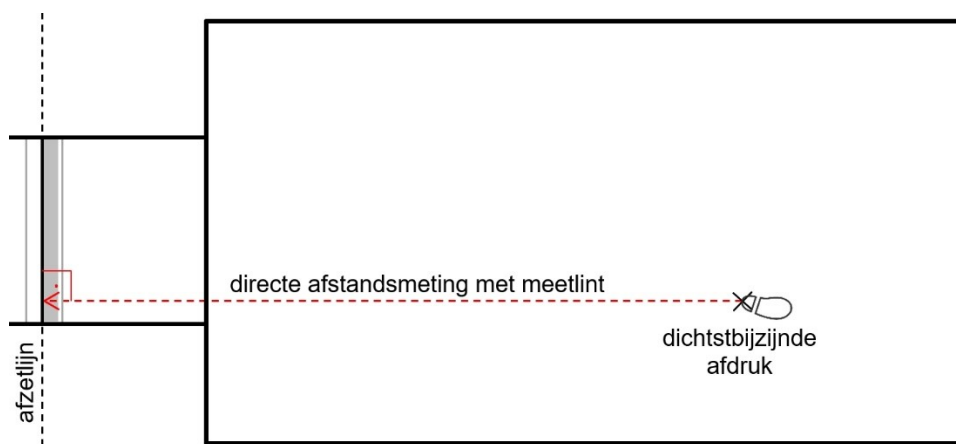 directe afstandsmeting met meetlint
dichtstbijzijnde
afdruk
afzetlijn